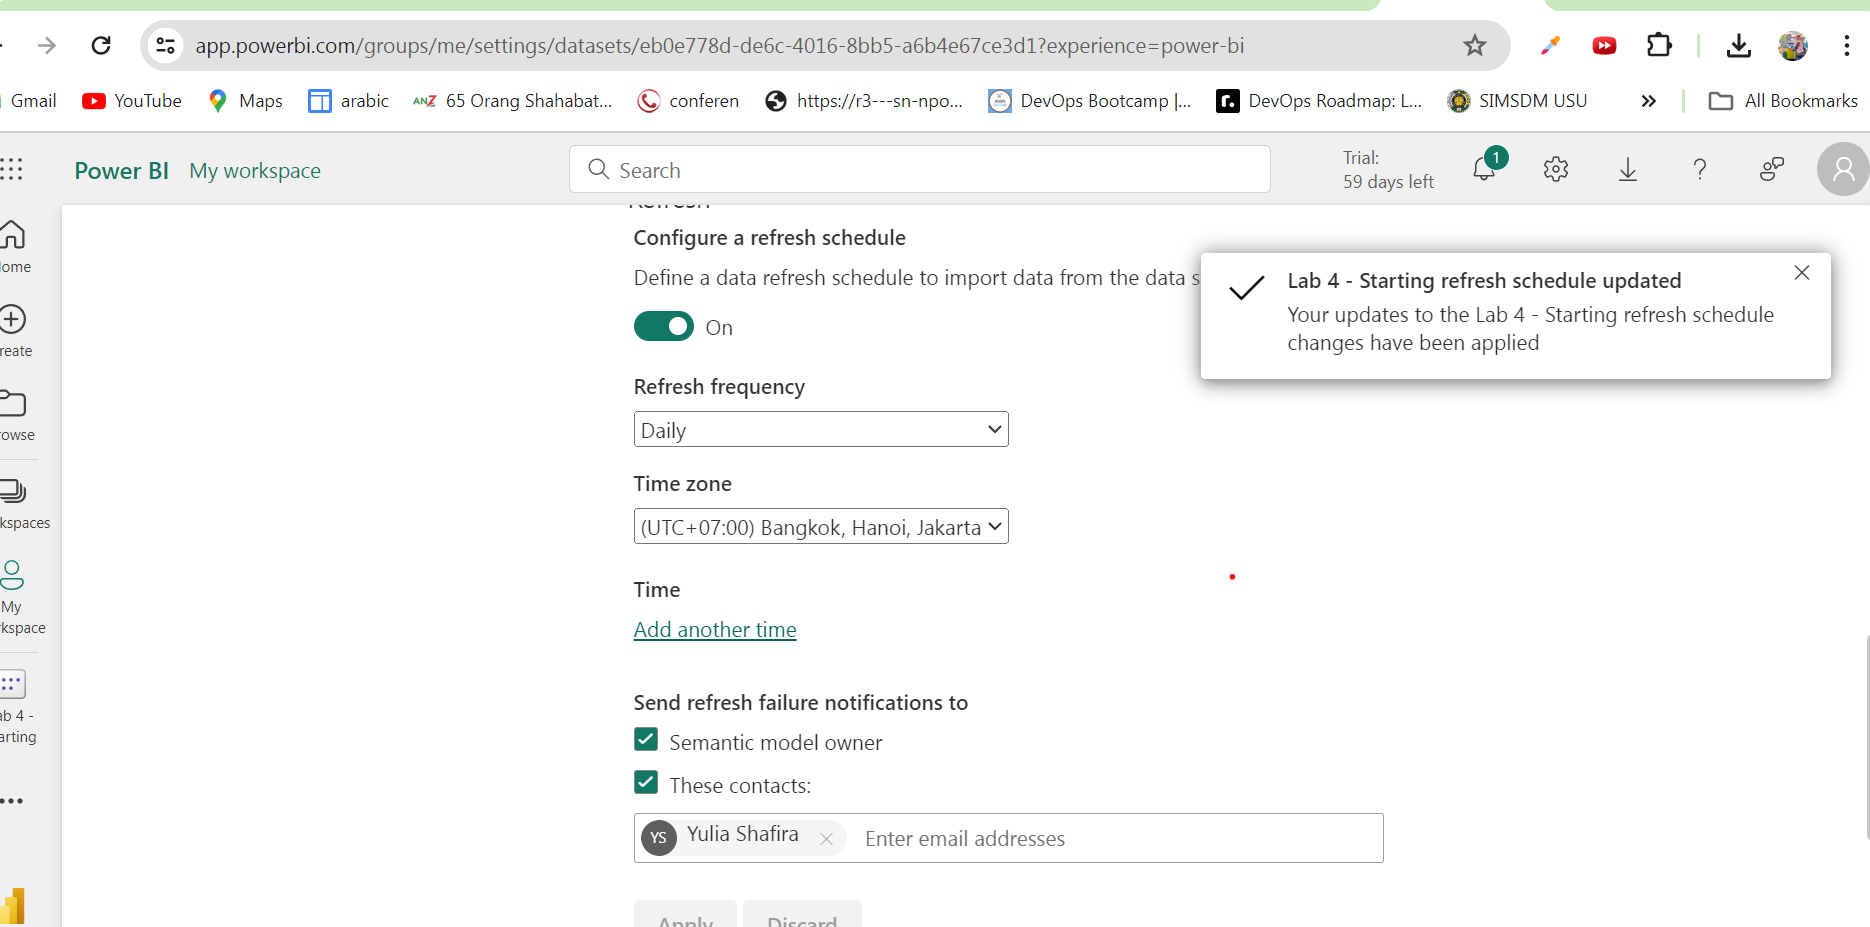 app.powerbi.com/groups/me/settings/datasets/eb0e778d-de6c-4016-8bb5-a6b4e67ce3d1?experience=power-bi
Gmail YouTube Maps arabic ANZ 65 Orang Shahabat... conferen https://r3---sn-npo... DevOps Bootcamp |... DevOps Roadmap: L... SIMSDM USU » All Bookmarks
Power BI My workspace Search Trial:
59 days left
1
?
Refresh
ome
reate
rowse
kspaces
My
kspace
ab 4 -
arting
Configure a refresh schedule
Define a data refresh schedule to import data from the data s
On
Lab 4 - Starting refresh schedule updated
Your updates to the Lab 4 - Starting refresh schedule
changes have been applied
Refresh frequency
Daily
Time zone
(UTC+07:00) Bangkok, Hanoi, Jakarta
Time
Add another time
Send refresh failure notifications to
Semantic model owner
These contacts:
YS Yulia Shafira Enter email addresses
Apply Discard